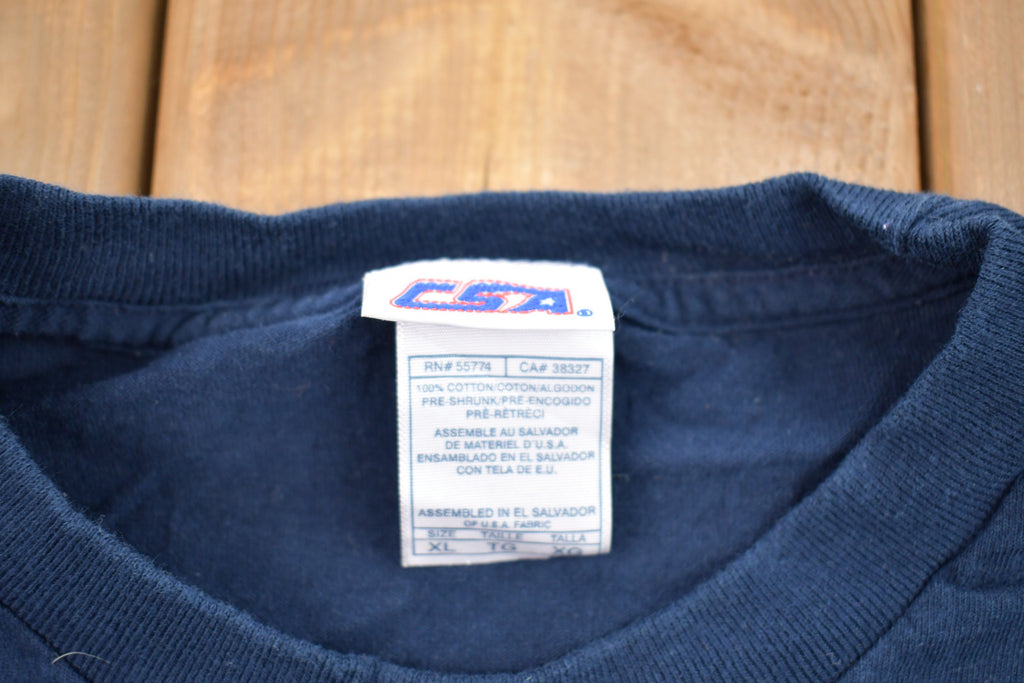 CSA®
RN# 55774 CA# 38327
100% COTTON/COTON/ALGODON
PRE-SHRUNK/PRE-ENCOGIDO
PRÉ-RÉTRÉCI
ASSEMBLE AU SALVADOR
DE MATERIEL D'U.S.A.
ENSAMBLADO EN EL SALVADOR
CON TELA DE E.U.
ASSEMBLED IN EL SALVADOR
OF U.S.A. FABRIC
SIZE TAILLE TALLA
XL TG XG